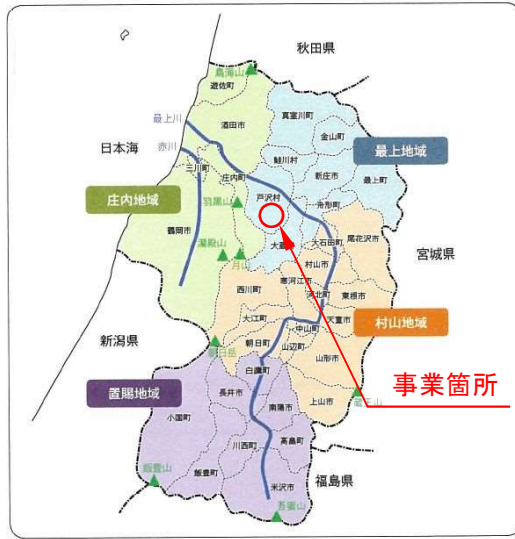 秋田県
鳥海山
遊佐町
最上川
酒田市
真室川町
金山町
日本海
赤川
鮭川村
最上地域
三川町
庄内町
新庄市
最上町
戸沢村
舟形町
庄内地域
羽黒山
鶴岡市
大石田町
尾花沢市
湯殿山
月山
大蔵
村山市
宮城県
西川町
寒河江市
河北町
東根市
大江町
天童市
中山町
村山地域
新潟県
朝日町
山辺町
山形市
朝日岳
白鷹町
置賜地域
長井市
事業箇所
小国町
南陽市
上山市
蔵王山
川西町
高畠町
飯豊山
飯豊町
福島県
米沢市
吾妻山